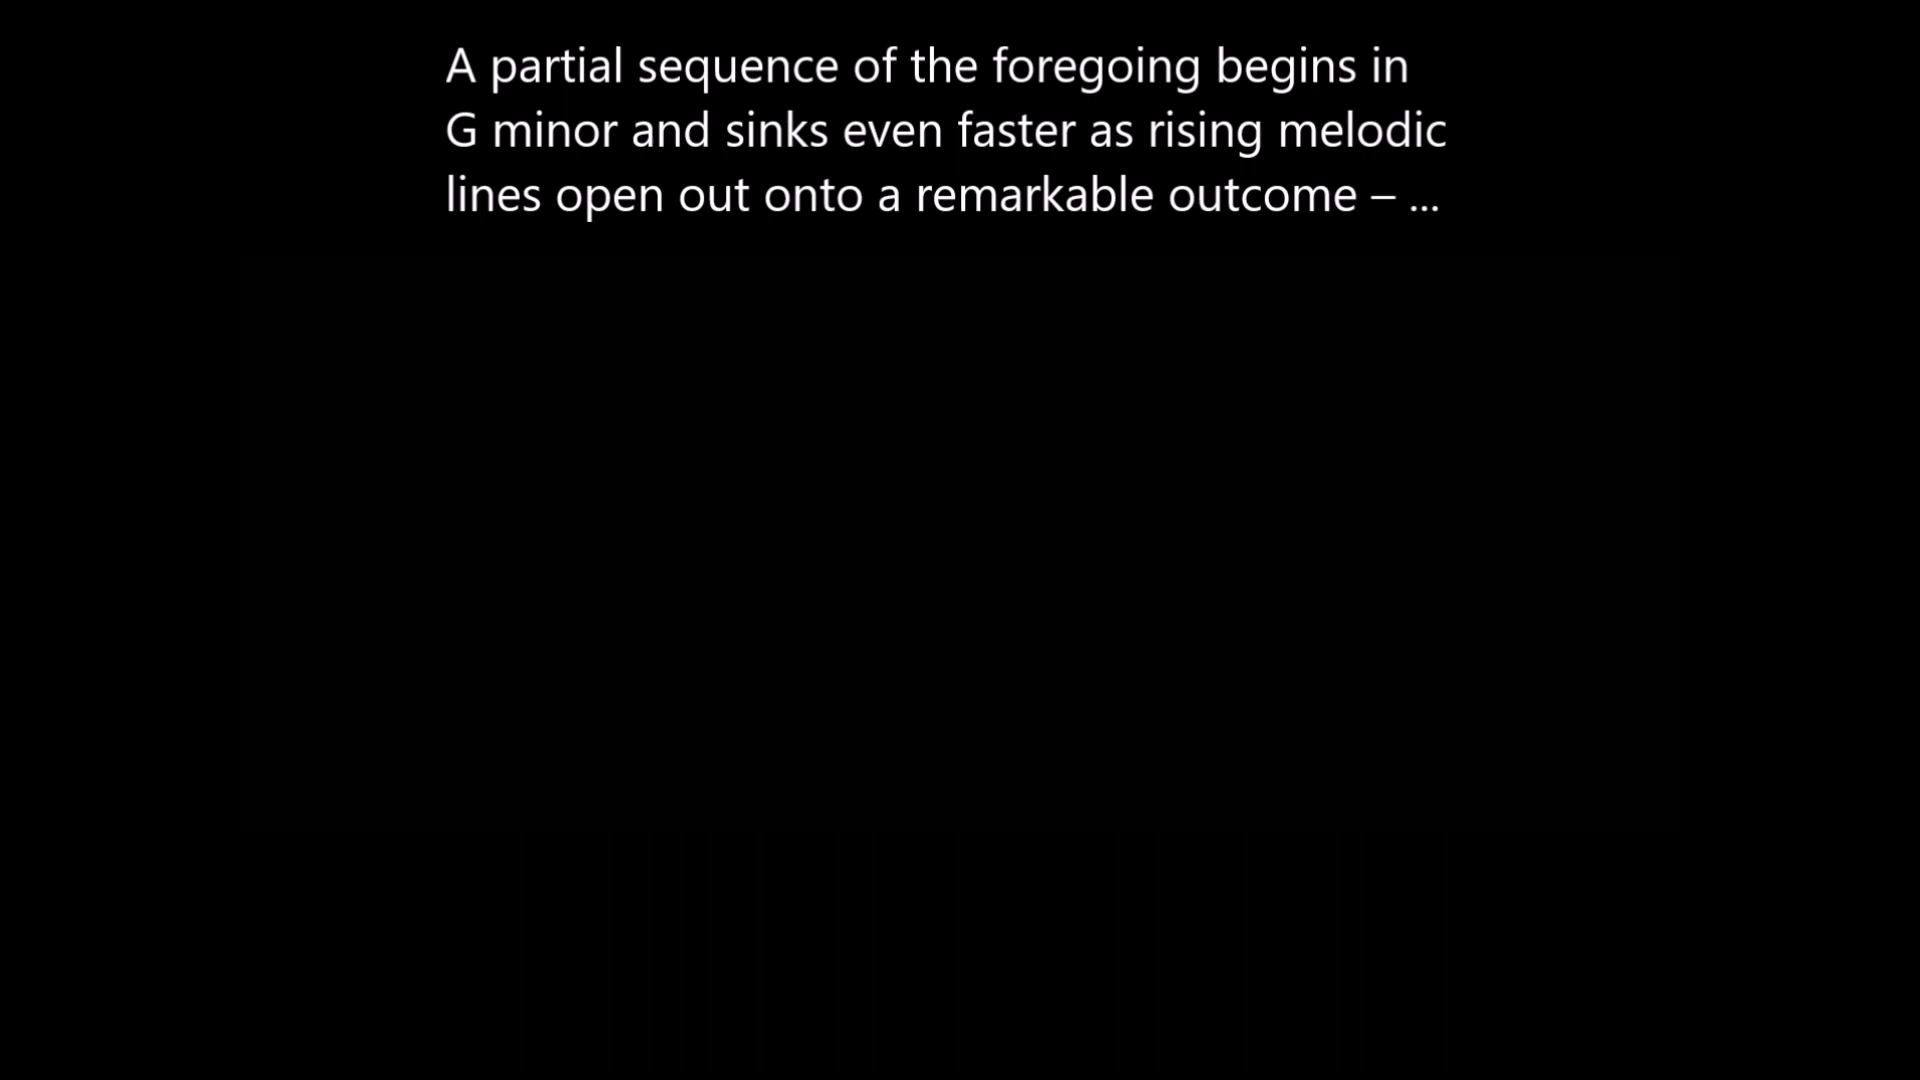 A partial sequence of the foregoing begins in
G minor and sinks even faster as rising melodic
lines open out onto a remarkable outcome – ...